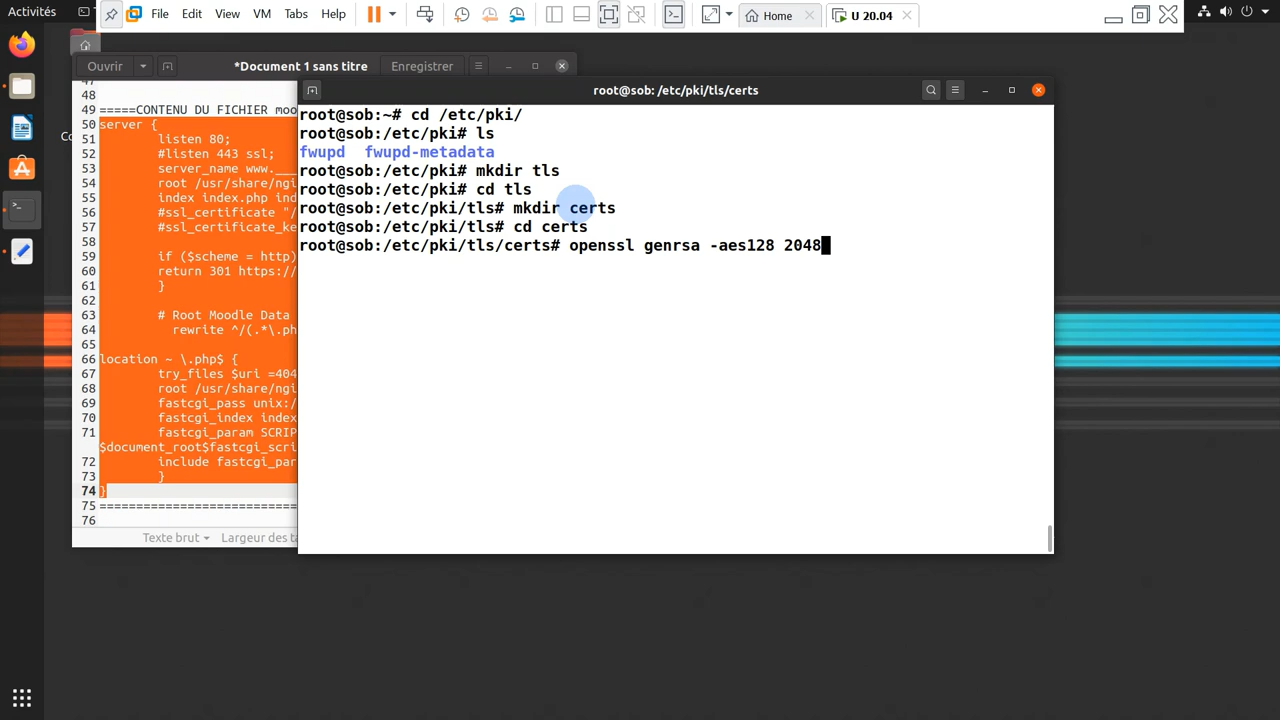 Activités
File Edit View VM Tabs Help
Home
U 20.04
Ouvrir
*Document 1 sans titre
Enregistrer
48
49 =====CONTENU DU FICHIER moo
50 server {
51 listen 80;
52 #listen 443 ssl;
53 server_name www.
54 root /usr/share/ngi
55 index index.php ind
56 #ssl_certificate "/
57 #ssl_certificate_ke
58
59 if ($scheme = http)
60 return 301 https://
61 }
62
63 # Root Moodle Data
64 rewrite ^/(.*\.ph
65
66 location ~ \.php$ {
67 try_files $uri =404
68 root /usr/share/ngi
69 fastcgi_pass unix:/
70 fastcgi_index index
71 fastcgi_param SCRIP
$document_root$fastcgi_scri
72 include fastcgi_par
73 }
74 }
75 ==========================
76
Texte brut
Largeur des ta
root@sob: /etc/pki/tls/certs
root@sob:~# cd /etc/pki/
root@sob:/etc/pki# ls
fwupd fwupd-metadata
root@sob:/etc/pki# mkdir tls
root@sob:/etc/pki# cd tls
root@sob:/etc/pki/tls# mkdir certs
root@sob:/etc/pki/tls# cd certs
root@sob:/etc/pki/tls/certs# openssl genrsa -aes128 2048